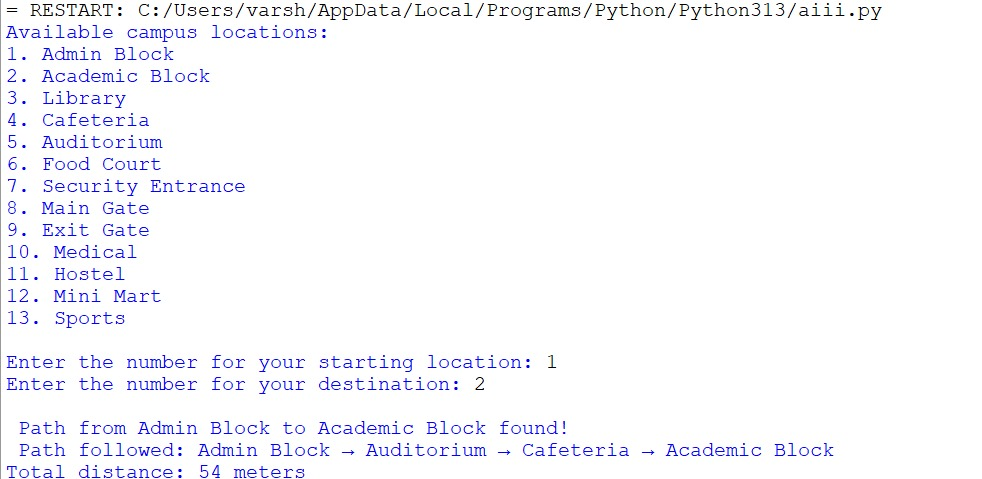 = RESTART: C:/Users/varsh/AppData/Local/Programs/Python/Python313/aiii.py
Available campus locations:
1. Admin Block
2. Academic Block
3. Library
4. Cafeteria
5. Auditorium
6. Food Court
7. Security Entrance
8. Main Gate
9. Exit Gate
10. Medical
11. Hostel
12. Mini Mart
13. Sports
Enter the number for your starting location: 1
Enter the number for your destination: 2
Path from Admin Block to Academic Block found!
Path followed: Admin Block → Auditorium → Cafeteria → Academic Block
Total distance: 54 meters